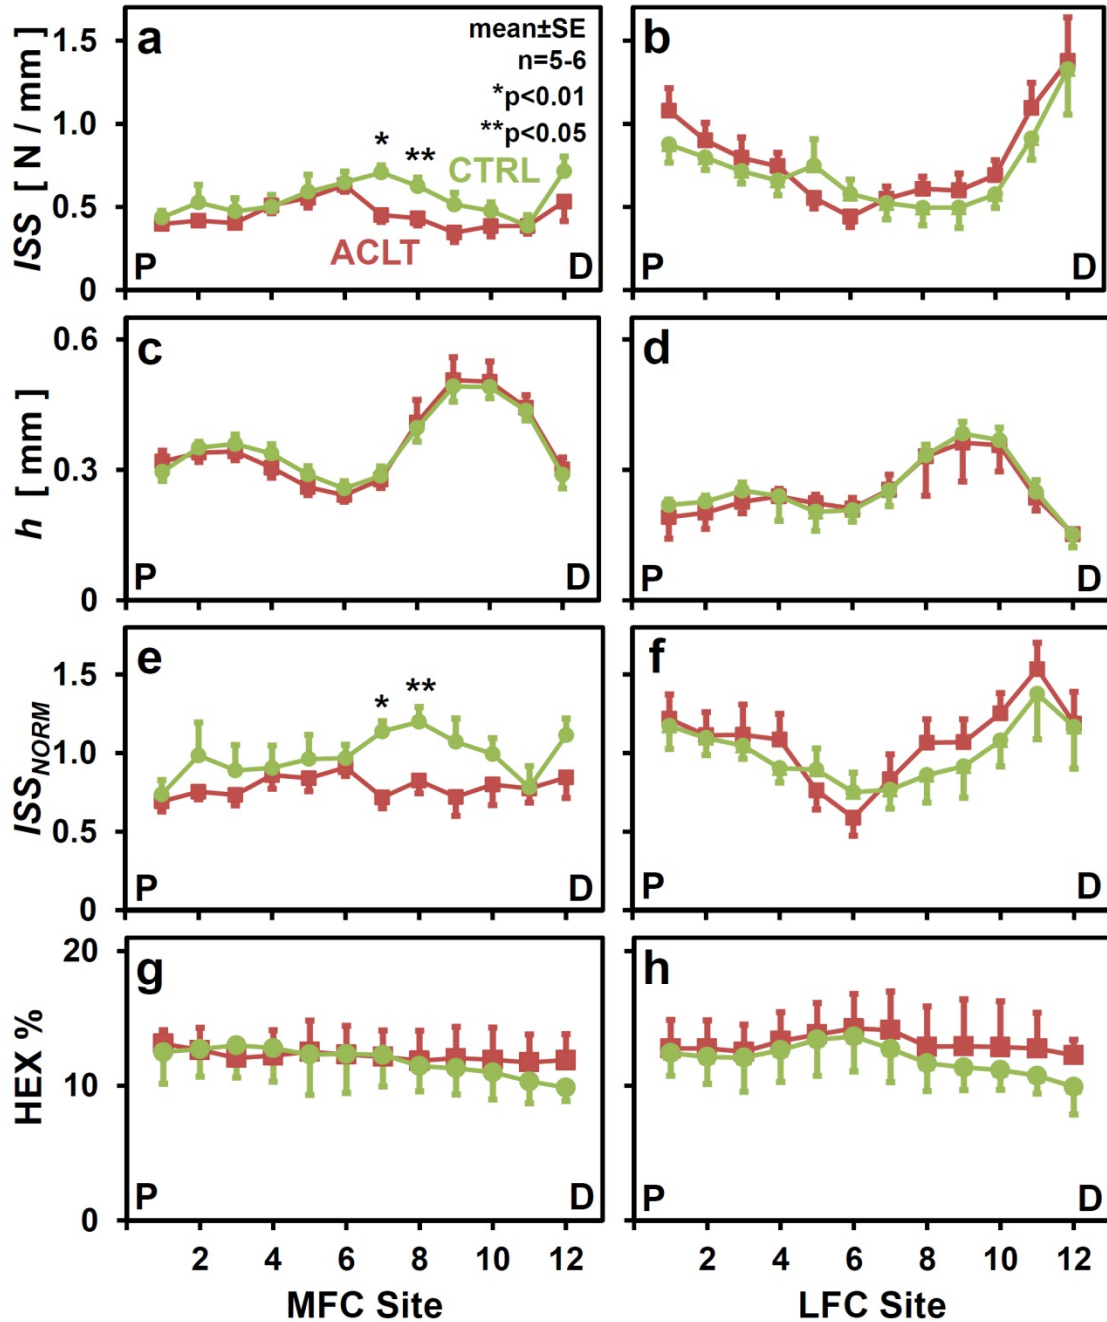 a
mean±SE
n=5-6
*p<0.01
**p<0.05
*
**
CTRL
ACLT
P
D
1.5
1.0
0.5
0
ISS [ N / mm ]
b
P
D
c
0.6
0.3
0
h [ mm ]
P
D
d
P
D
e
*
**
1.5
1.0
0.5
0
ISSNORM
P
D
f
P
D
g
20
10
0
HEX %
P
D
h
P
D
2 4 6 8 10 12
MFC Site
2 4 6 8 10 12
LFC Site